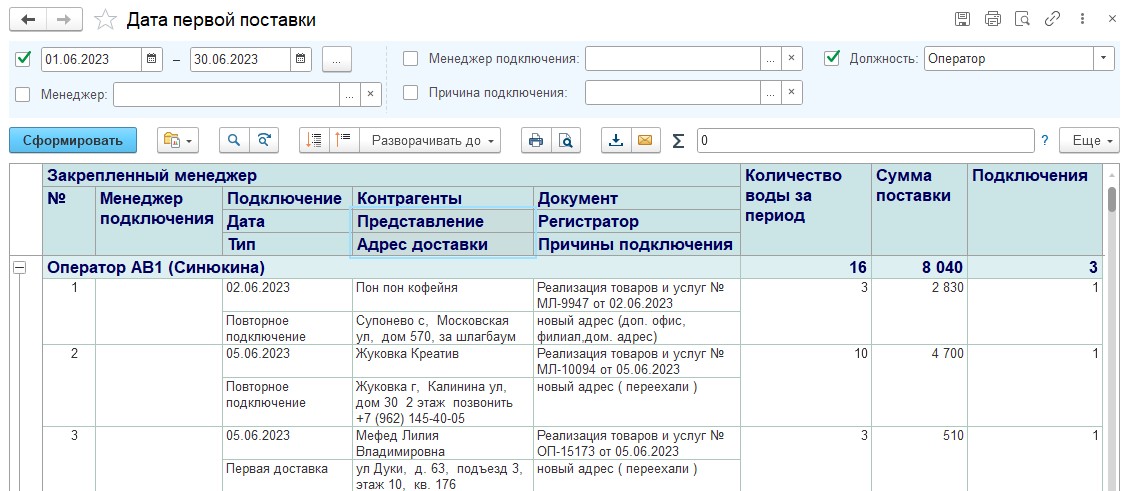 Дата первой поставки
01.06.2023 – 30.06.2023 ...
Менеджер подключения: ... ×
Должность: Оператор
Менеджер: ... ×
Причина подключения: ... ×
Сформировать
Разворачивать до
Σ 0 ?
Еще
Закрепленный менеджер
Количество воды за период
Сумма поставки
Подключения
№
Менеджер подключения
Подключение
Контрагенты
Документ
Дата
Представление
Регистратор
Тип
Адрес доставки
Причины подключения
Оператор АВ1 (Синюкина) 16 8 040 3
1
02.06.2023
Пон пон кофейня
Реализация товаров и услуг №
МЛ-9947 от 02.06.2023
3
2 830
1
Повторное
подключение
Супонево с, Московская
ул, дом 570, за шлагбаум
новый адрес (доп. офис,
филиал,дом. адрес)
2
05.06.2023
Жуковка Креатив
Реализация товаров и услуг №
МЛ-10094 от 05.06.2023
10
4 700
1
Повторное
подключение
Жуковка г, Калинина ул,
дом 30 2 этаж позвонить
+7 (962) 145-40-05
новый адрес ( переехали )
3
05.06.2023
Мефед Лилия
Владимировна
Реализация товаров и услуг №
ОП-15173 от 05.06.2023
3
510
1
Первая доставка
ул Дуки, д. 63, подъезд 3,
этаж 10, кв. 176
новый адрес ( переехали )